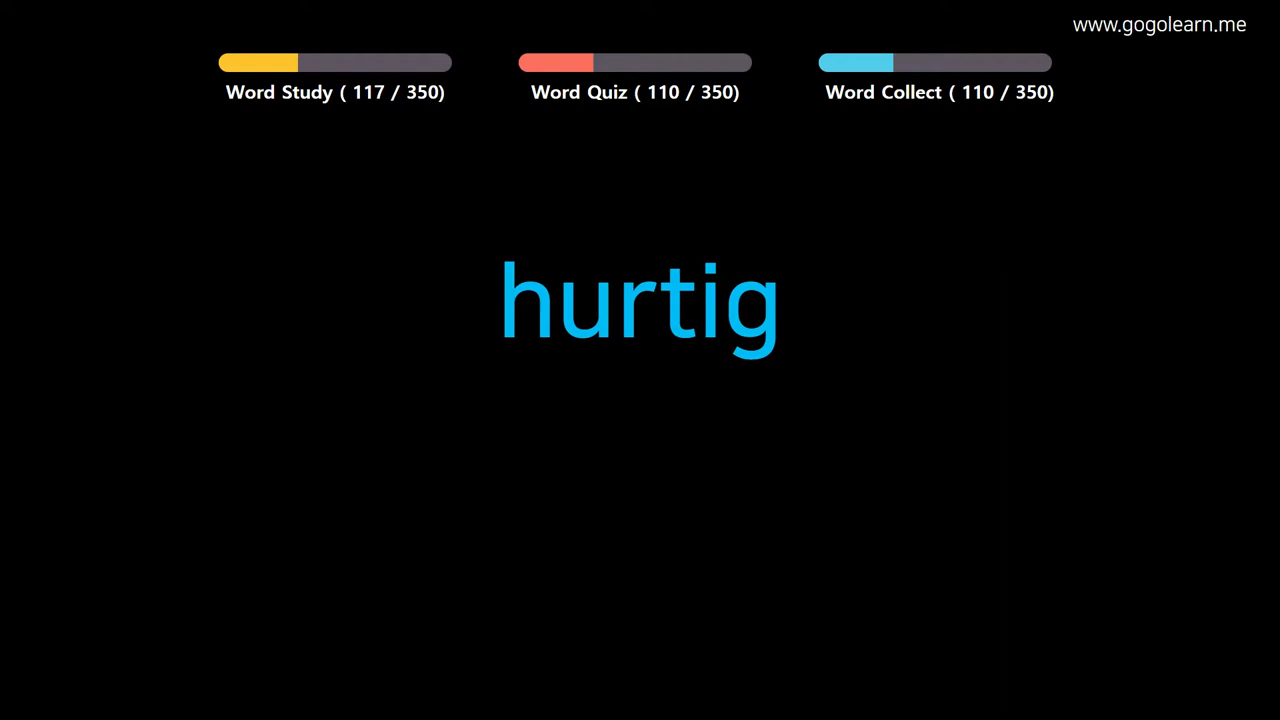 www.gogolearn.me
Word Study ( 117 / 350)
Word Quiz ( 110 / 350)
Word Collect ( 110 / 350)
hurtig